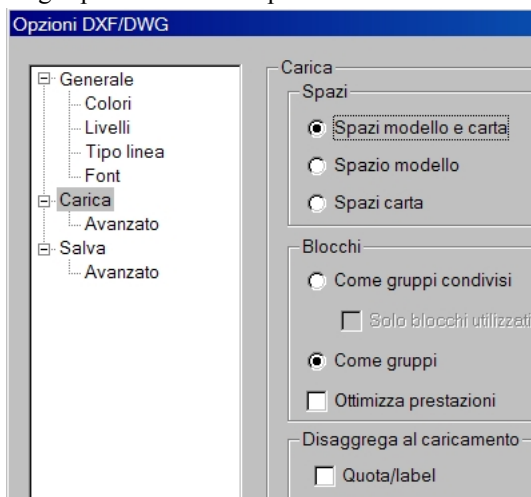 Opzioni DXF/DWG
Generale
Colori
Livelli
Tipo linea
Font
Carica
Avanzato
Salva
Avanzato
Carica
Spazi
Spazi modello e carta
Spazio modello
Spazi carta
Blocchi
Come gruppi condivisi
Solo blocchi utilizzati
Come gruppi
Ottimizza prestazioni
Disaggrega al caricamento
Quota/label